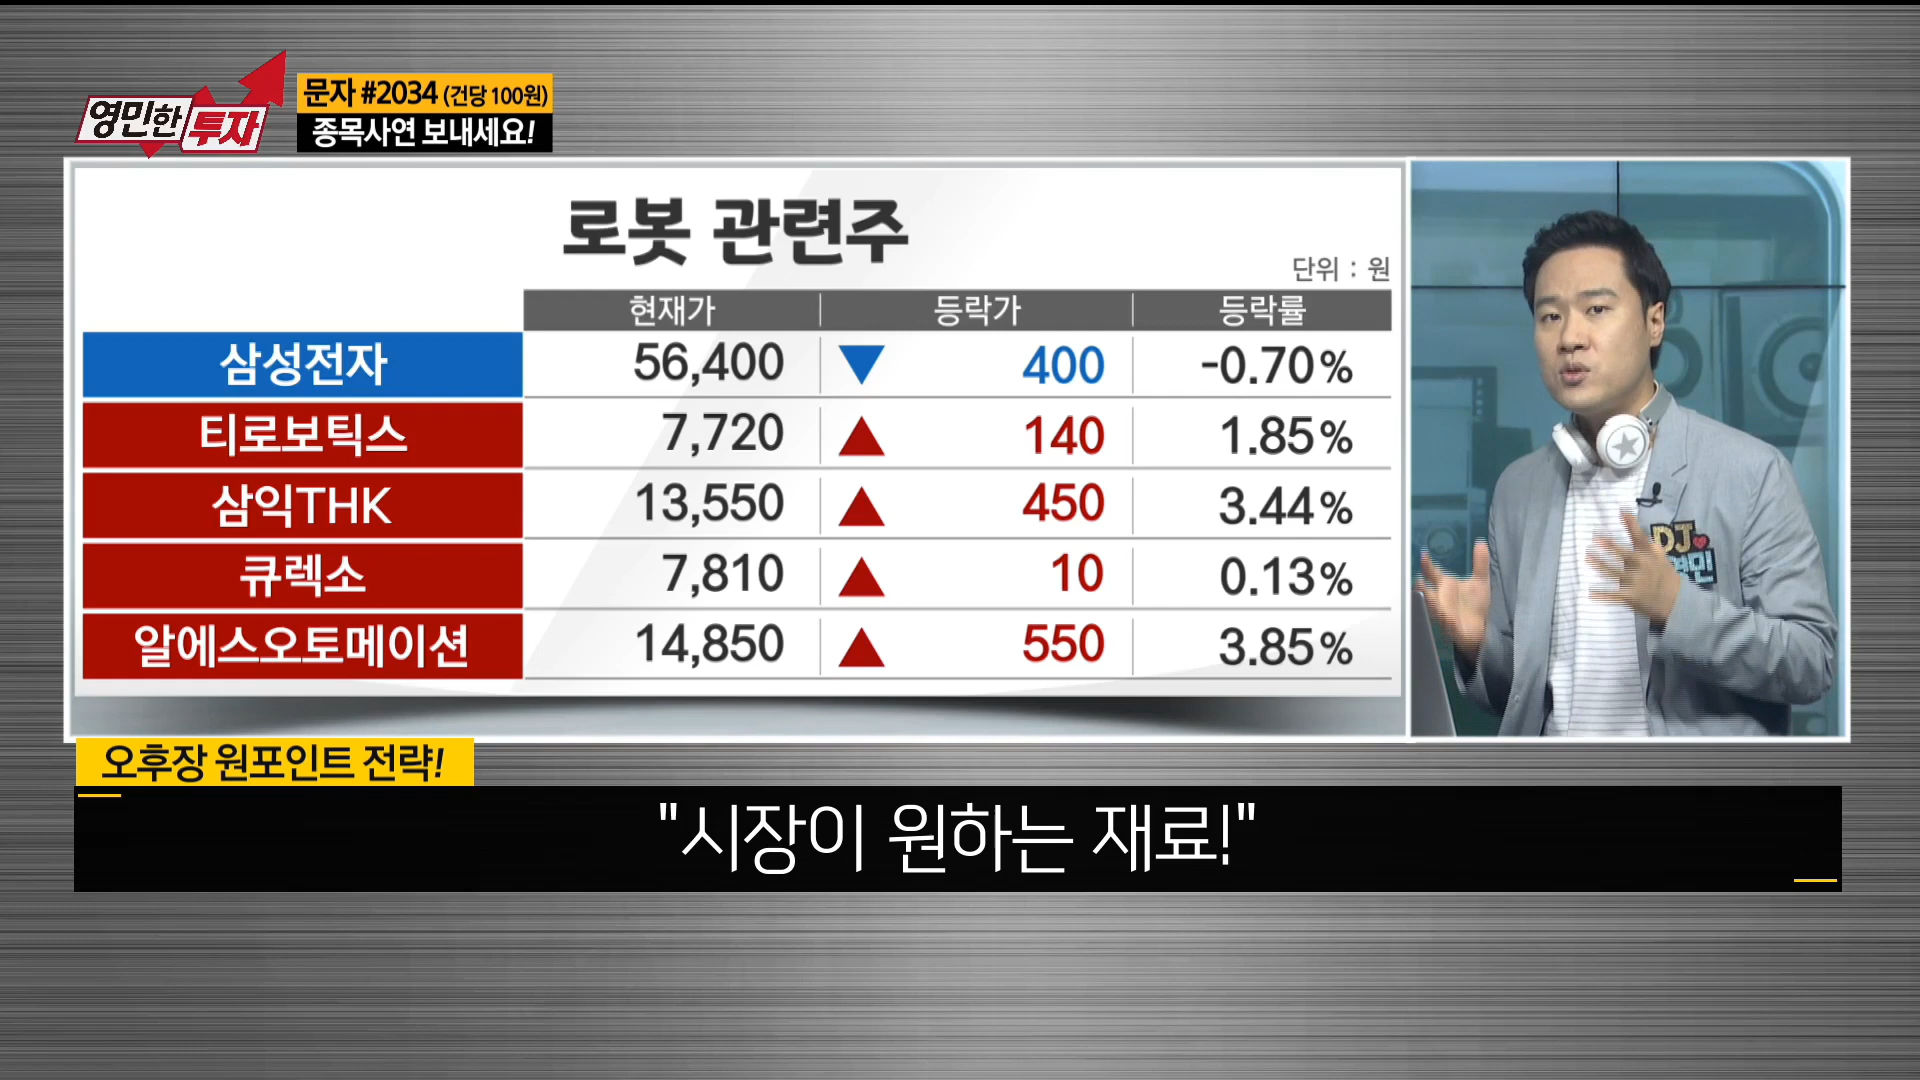 영민한 투자
문자 #2034 (건당 100원)
종목사연 보내세요!
로봇 관련주
단위 : 원
현재가 등락가 등락률
삼성전자 56,400 ▼ 400 -0.70%
티로보틱스 7,720 ▲ 140 1.85%
삼익THK 13,550 ▲ 450 3.44%
큐렉소 7,810 ▲ 10 0.13%
알에스오토메이션 14,850 ▲ 550 3.85%
DJ
오후장 원포인트 전략!
"시장이 원하는 재료!"